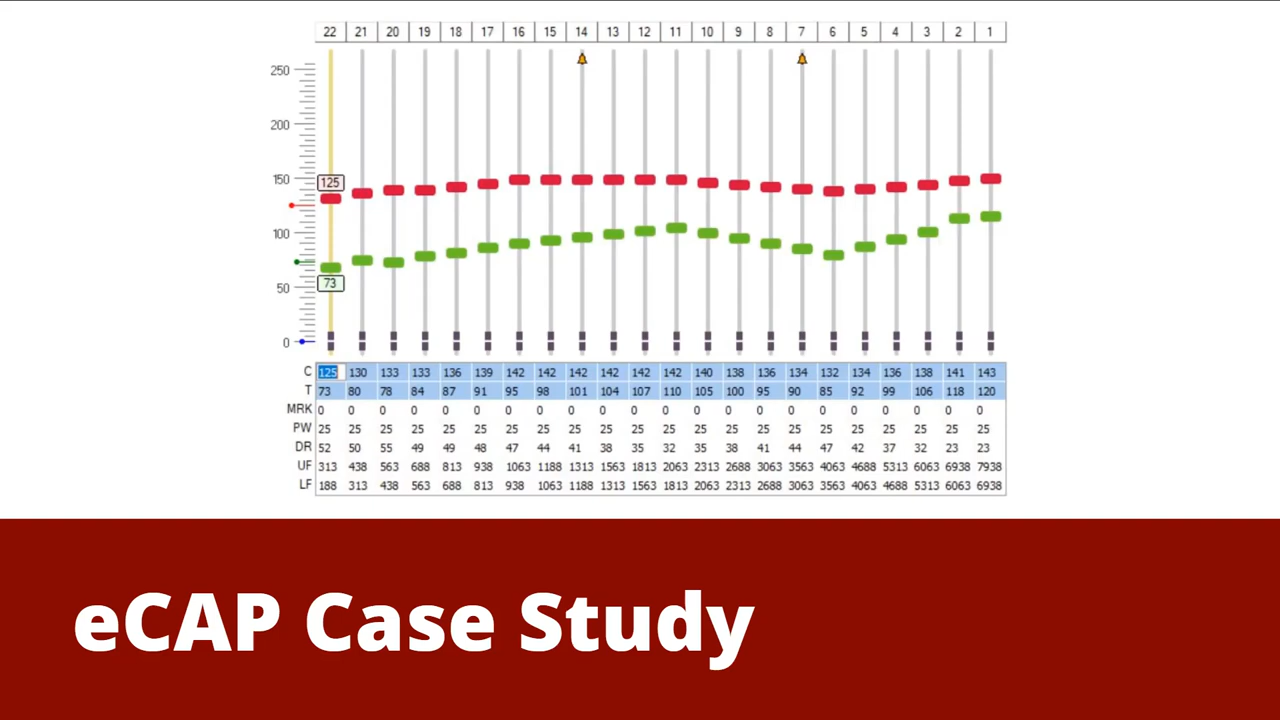 22 21 20 19 18 17 16 15 14 13 12 11 10 9 8 7 6 5 4 3 2 1
250
200
150
125
100
73
50
0
C 125 130 133 133 136 139 142 142 142 142 142 142 140 138 136 134 132 134 136 138 141 143
T 73 80 78 84 87 91 95 98 101 104 107 110 105 100 95 90 85 92 99 106 118 120
MRK 0 0 0 0 0 0 0 0 0 0 0 0 0 0 0 0 0 0 0 0 0 0
PW 25 25 25 25 25 25 25 25 25 25 25 25 25 25 25 25 25 25 25 25 25 25
DR 52 50 55 49 49 48 47 44 41 38 35 32 35 38 41 44 47 42 37 32 23 23
UF 313 438 563 688 813 938 1063 1188 1313 1563 1813 2063 2313 2688 3063 3563 4063 4688 5313 6063 6938 7938
LF 188 313 438 563 688 813 938 1063 1188 1313 1563 1813 2063 2313 2688 3063 3563 4063 4688 5313 6063 6938
eCAP Case Study